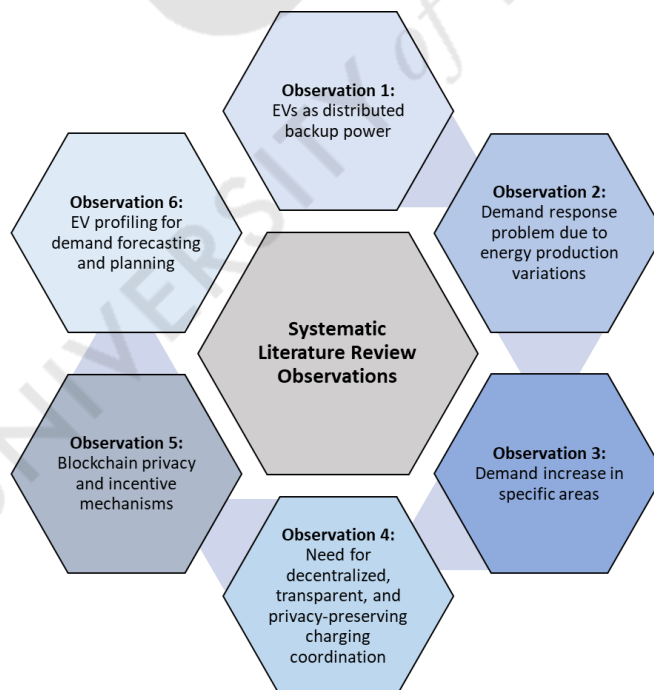 Observation 1:
EVs as distributed
backup power
Observation 2:
Demand response
problem due to
energy production
variations
Observation 3:
Demand increase in
specific areas
Observation 4:
Need for
decentralized,
transparent, and
privacy-preserving
charging
coordination
Observation 5:
Blockchain privacy
and incentive
mechanisms
Observation 6:
EV profiling for
demand forecasting
and planning
Systematic
Literature Review
Observations
UNIVERSITY of